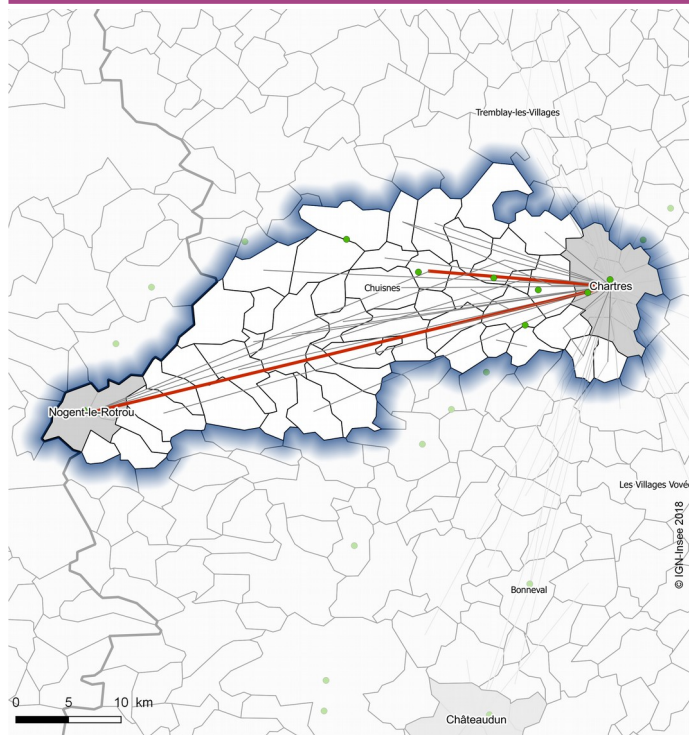 Tremblay-les-Villages
Chartres
Chuisnes
Nogent-le-Rotrou
Les Villages Vové
© IGN-Insee 2018
Bonneval
0 5 10 km
Châteaudun